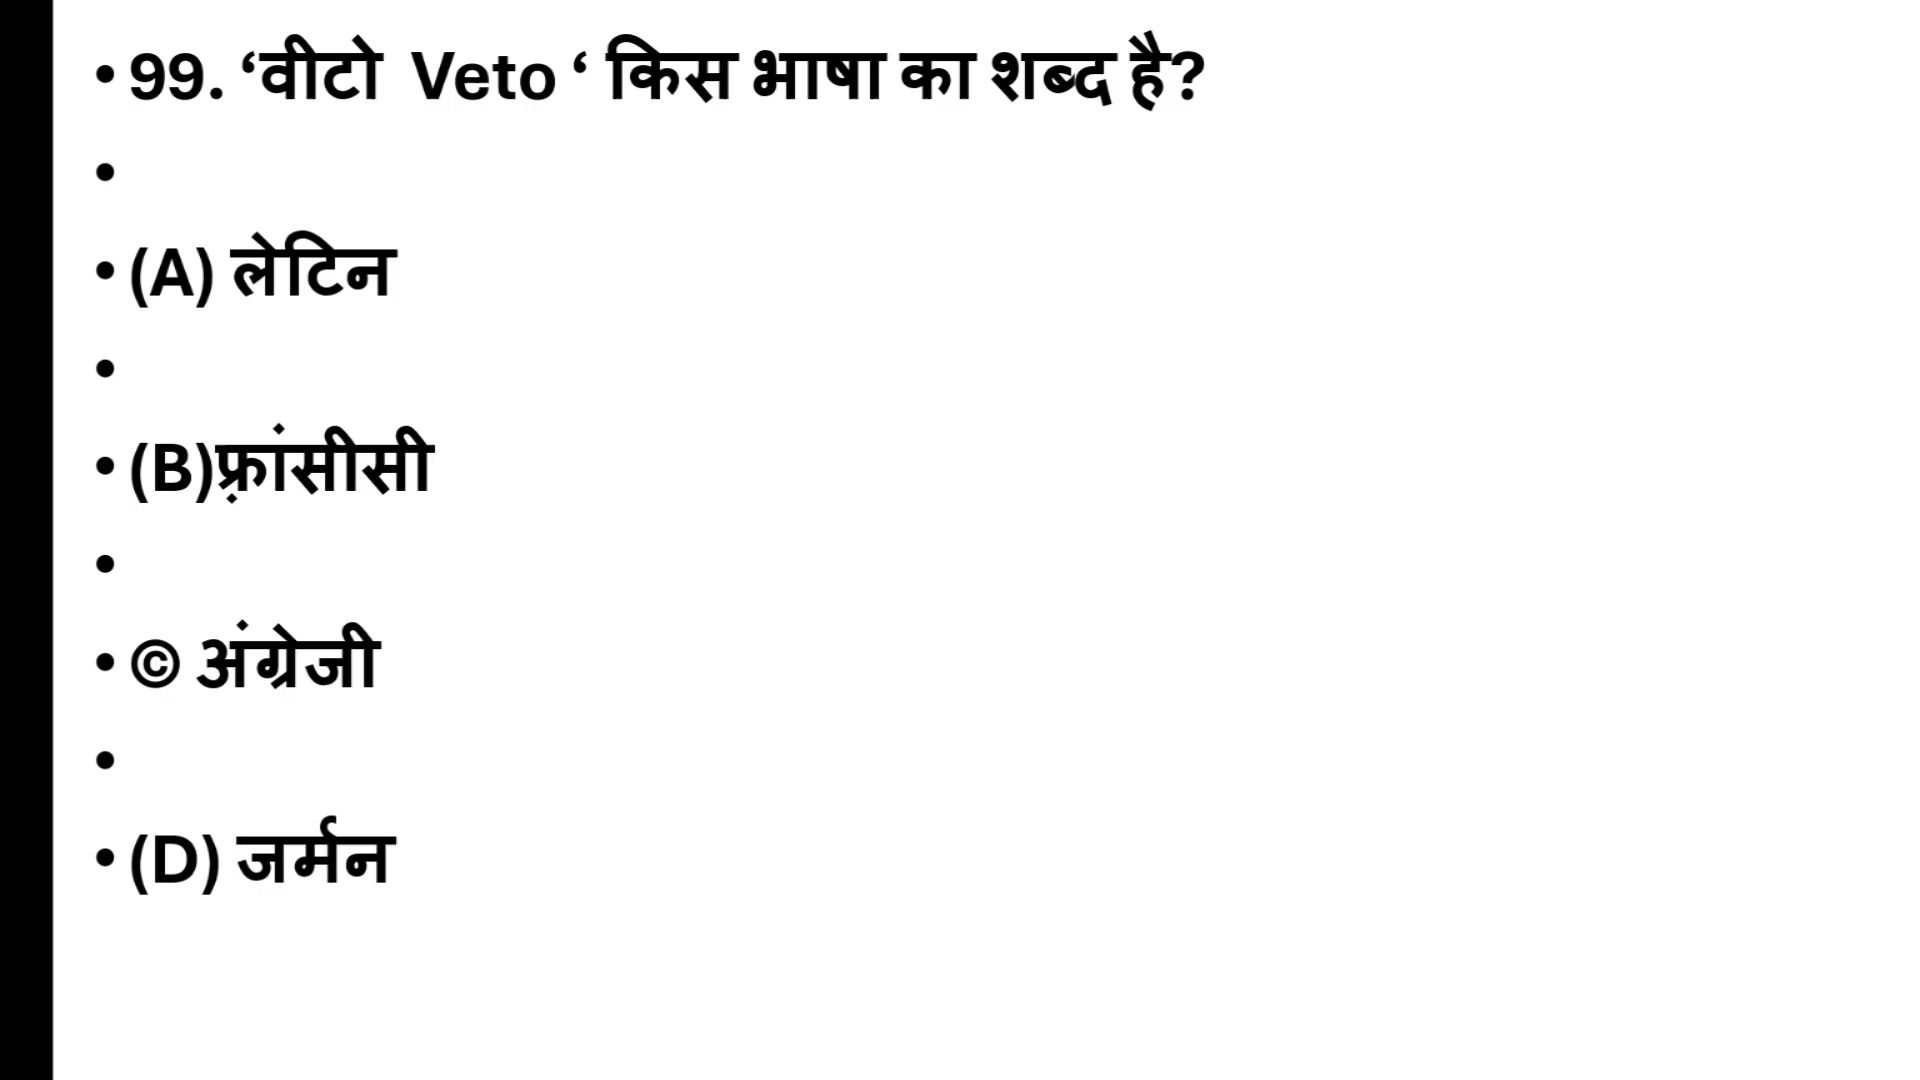 • 99. ‘वीटो  Veto ‘ किस भाषा का शब्द है?
•
• (A) लेटिन
•
• (B)फ़्रांसीसी
•
• © अंग्रेजी
•
• (D) जर्मन